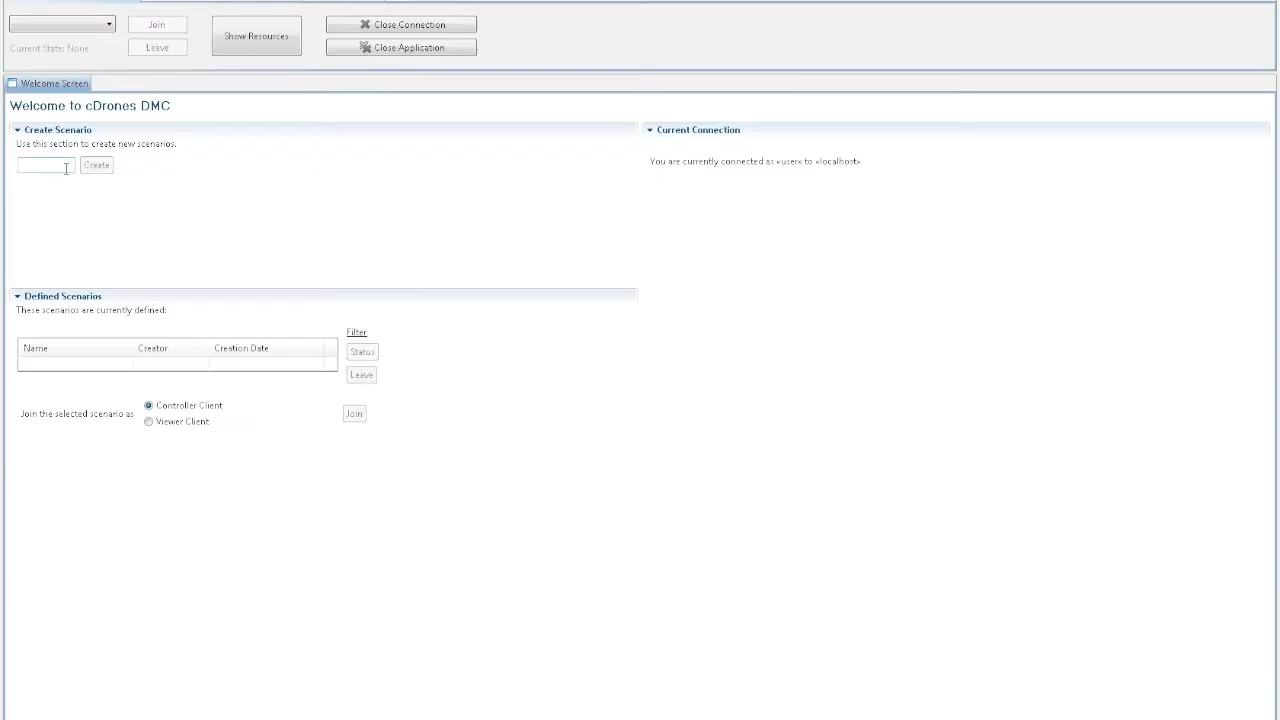 Join
Current State: None
Leave
Show Resources
Close Connection
Close Application
Welcome Screen
Welcome to cDrones DMC
Create Scenario
Use this section to create new scenarios.
Create
Current Connection
You are currently connected as «user» to «localhost»
Defined Scenarios
These scenarios are currently defined:
Filter
Name Creator Creation Date
Status
Leave
Join the selected scenario as
Controller Client
Viewer Client
Join